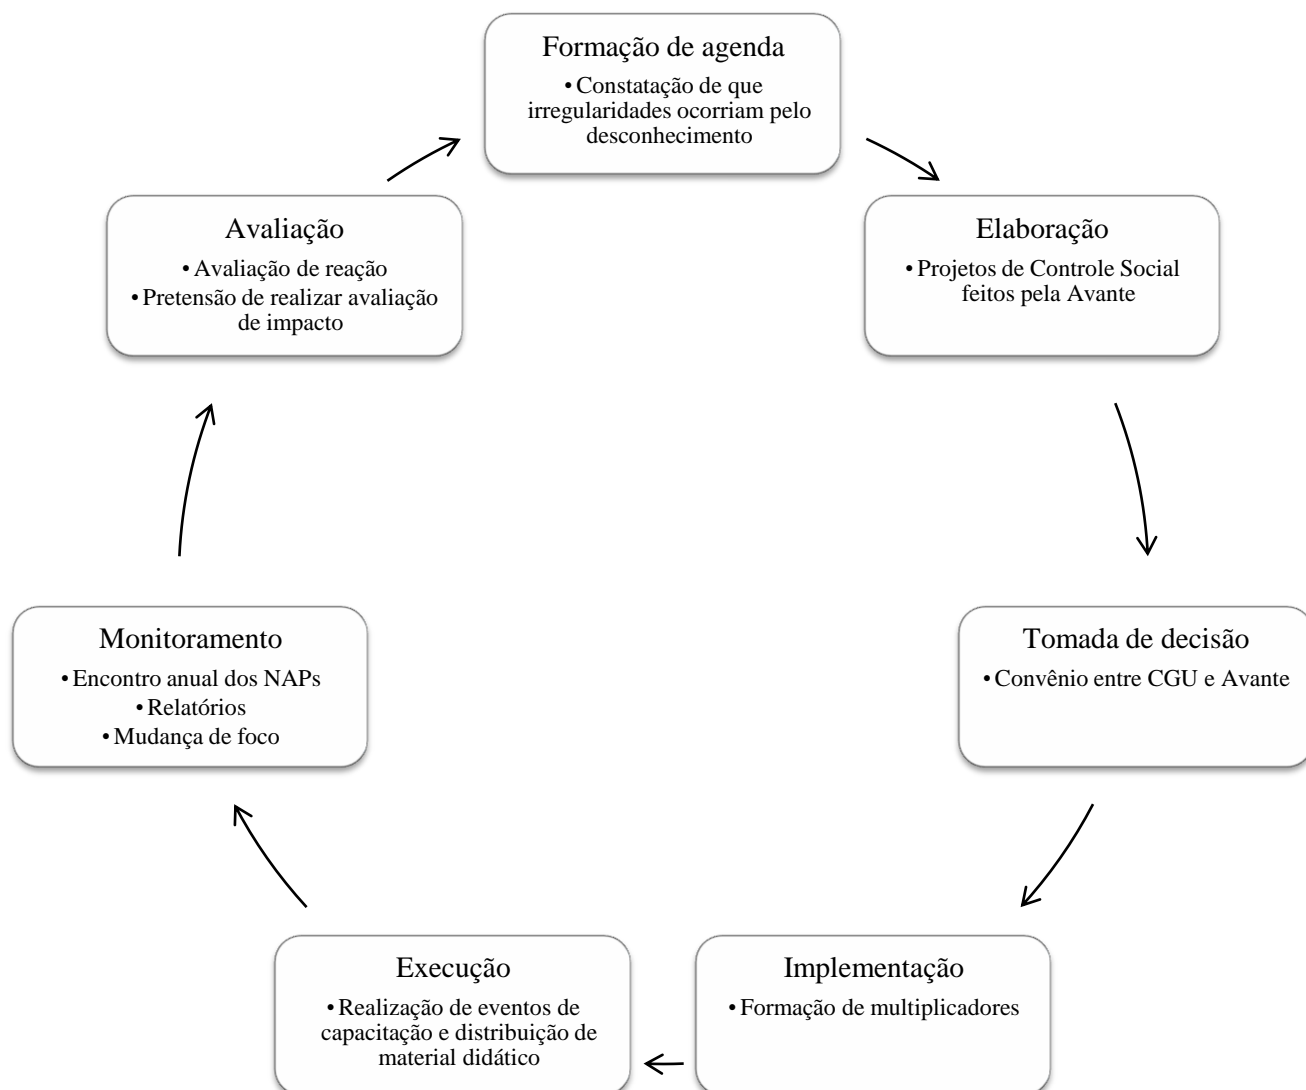 Formação de agenda
• Constatação de que
irregularidades ocorriam pelo
desconhecimento
Elaboração
• Projetos de Controle Social
feitos pela Avante
Tomada de decisão
• Convênio entre CGU e Avante
Implementação
• Formação de multiplicadores
Execução
• Realização de eventos de
capacitação e distribuição de
material didático
Monitoramento
• Encontro anual dos NAPs
• Relatórios
• Mudança de foco
Avaliação
• Avaliação de reação
• Pretensão de realizar avaliação
de impacto